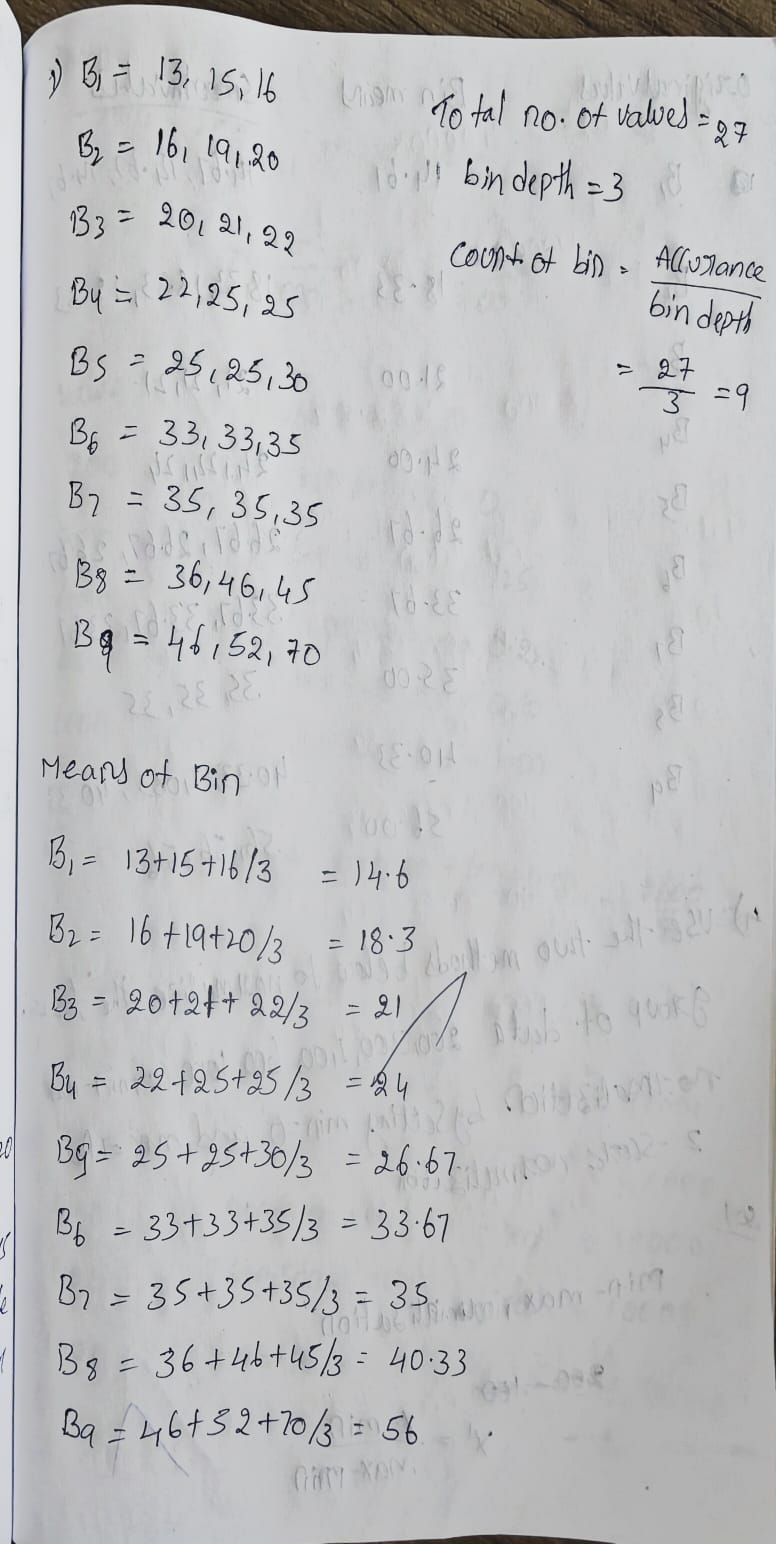 1) B1 = 13, 15, 16
B2 = 16, 19, 20
B3 = 20, 21, 22
B4 = 22, 25, 25
B5 = 25, 25, 30
B6 = 33, 33, 35
B7 = 35, 35, 35
B8 = 36, 46, 45
B9 = 46, 52, 70
Total no. of values = 27
bin depth = 3
Count of bin = Accurance
bin depth
= 27
3 = 9
Means of Bin
B1 = 13+15+16/3 = 14.6
B2 = 16+19+20/3 = 18.3
B3 = 20+21+22/3 = 21
B4 = 22+25+25/3 = 24
B9 = 25+25+30/3 = 26.67
B6 = 33+33+35/3 = 33.67
B7 = 35+35+35/3 = 35
B8 = 36+46+45/3 = 40.33
B9 = 46+52+70/3 = 56